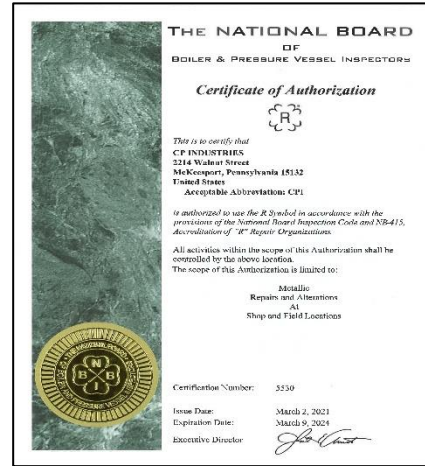 THE NATIONAL BOARD
OF
BOILER & PRESSURE VESSEL INSPECTORS
Certificate of Authorization
R
This is to certify that
CP INDUSTRIES
2214 Walnut Street
McKeesport, Pennsylvania 15132
United States
Acceptable Abbreviation: CPI
is authorized to use the R Symbol in accordance with the
provisions of the National Board Inspection Code and NB-415,
Accreditation of "R" Repair Organizations.
All activities within the scope of this Authorization shall be
controlled by the above location.
The scope of this Authorization is limited to:
Metallic
Repairs and Alterations
At
Shop and Field Locations
N
B B
I
Certification Number: 5530
Issue Date: March 2, 2021
Expiration Date: March 9, 2024
Executive Director